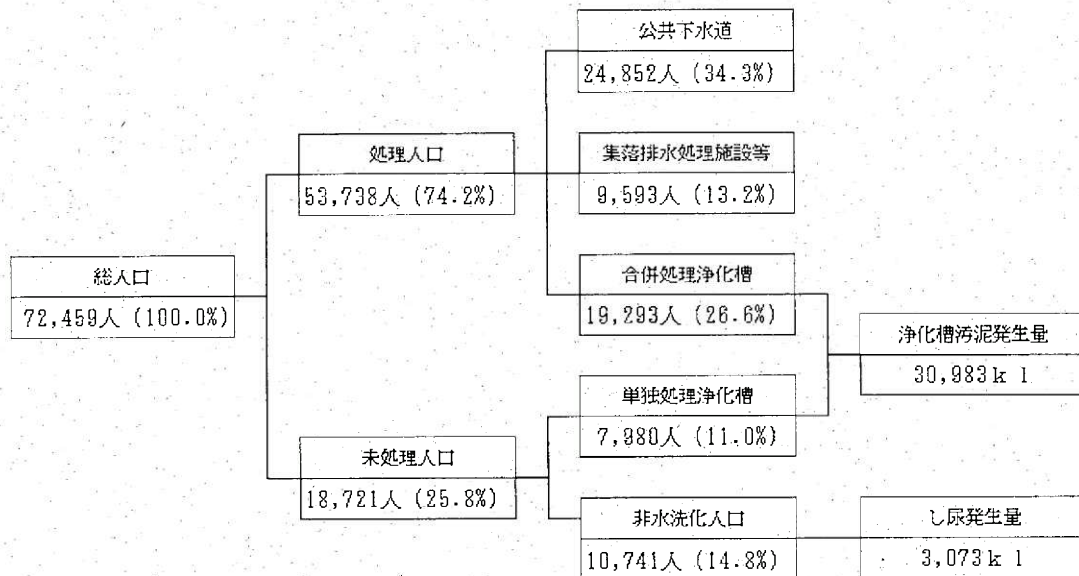 公共下水道
24,852人 (34.3%)
処理人口
53,738人 (74.2%)
集落排水処理施設等
9,593人 (13.2%)
総人口
72,459人 (100.0%)
合併処理浄化槽
19,293人 (26.6%)
浄化槽汚泥発生量
30,983kl
単独処理浄化槽
7,980人 (11.0%)
未処理人口
18,721人 (25.8%)
非水洗化人口
10,741人 (14.8%)
し尿発生量
3,073kl